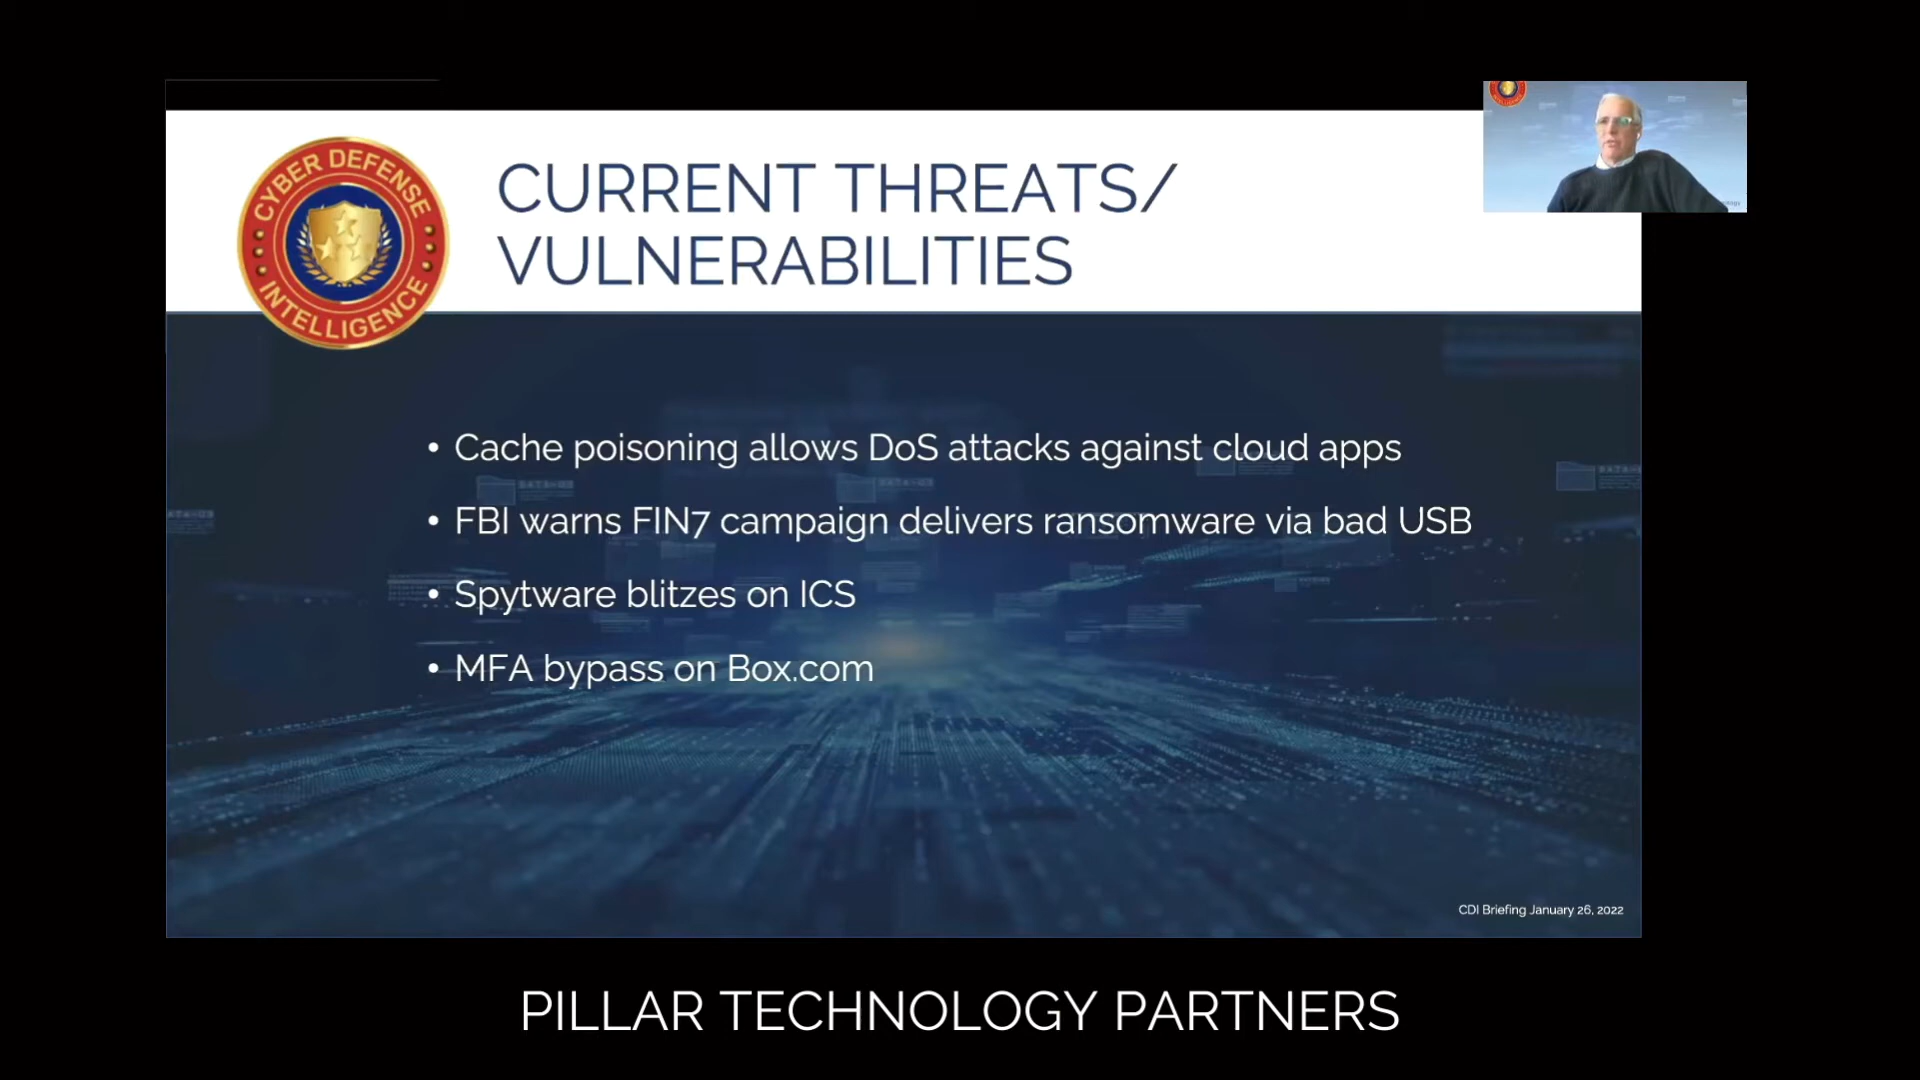 CYBER DEFENSE
INTELLIGENCE
CURRENT THREATS/
VULNERABILITIES
• Cache poisoning allows DoS attacks against cloud apps
• FBI warns FIN7 campaign delivers ransomware via bad USB
• Spytware blitzes on ICS
• MFA bypass on Box.com
CDI Briefing January 26, 2022
PILLAR TECHNOLOGY PARTNERS